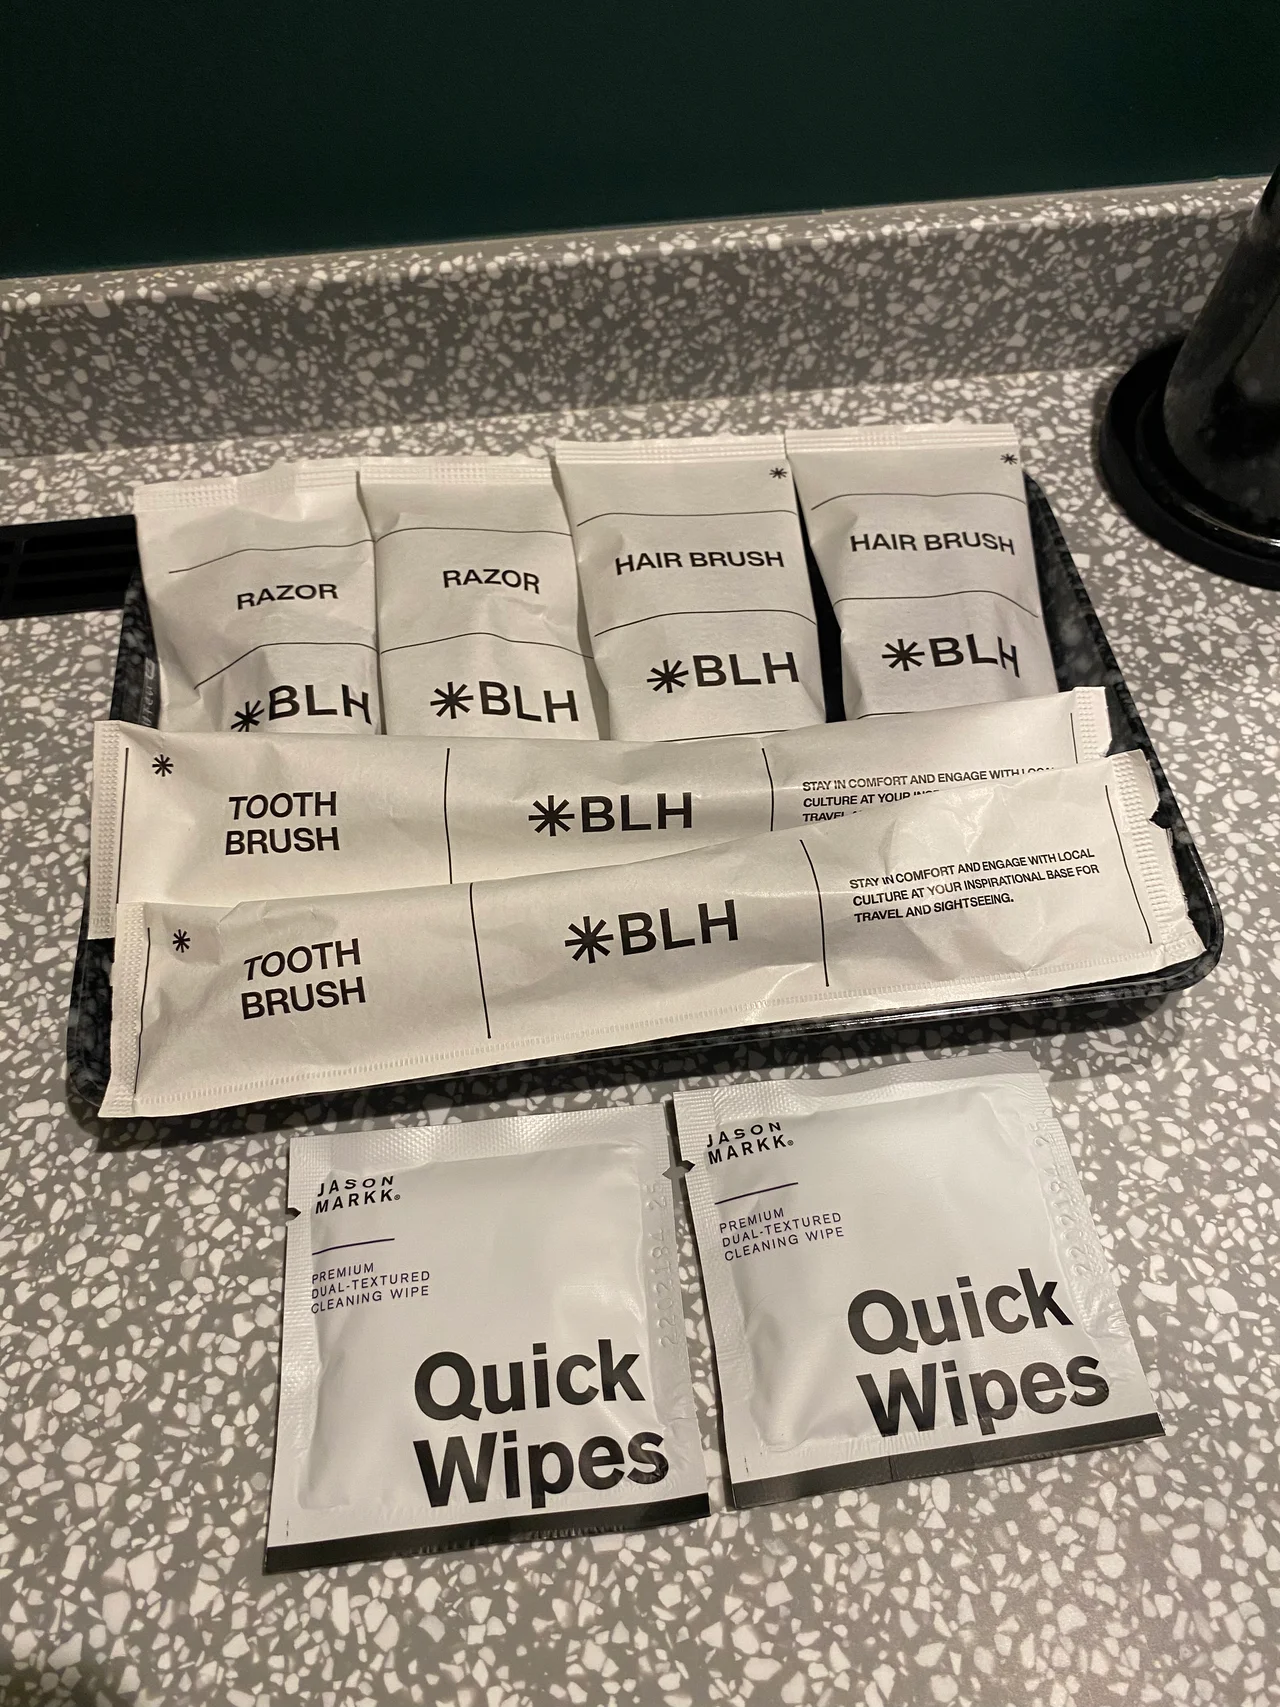 RAZOR
*BLH
RAZOR
*BLH
HAIR BRUSH
*BLH
HAIR BRUSH
*BLH
TOOTH
BRUSH
*BLH
STAY IN COMFORT AND ENGAGE WITH LOCAL
CULTURE AT YOUR
TRAVEL
TOOTH
BRUSH
*BLH
STAY IN COMFORT AND ENGAGE WITH LOCAL
CULTURE AT YOUR INSPIRATIONAL BASE FOR
TRAVEL AND SIGHTSEEING.
JASON
MARKK®
PREMIUM
DUAL-TEXTURED
CLEANING WIPE
Quick
Wipes
JASON
MARKK®
PREMIUM
DUAL-TEXTURED
CLEANING WIPE
Quick
Wipes